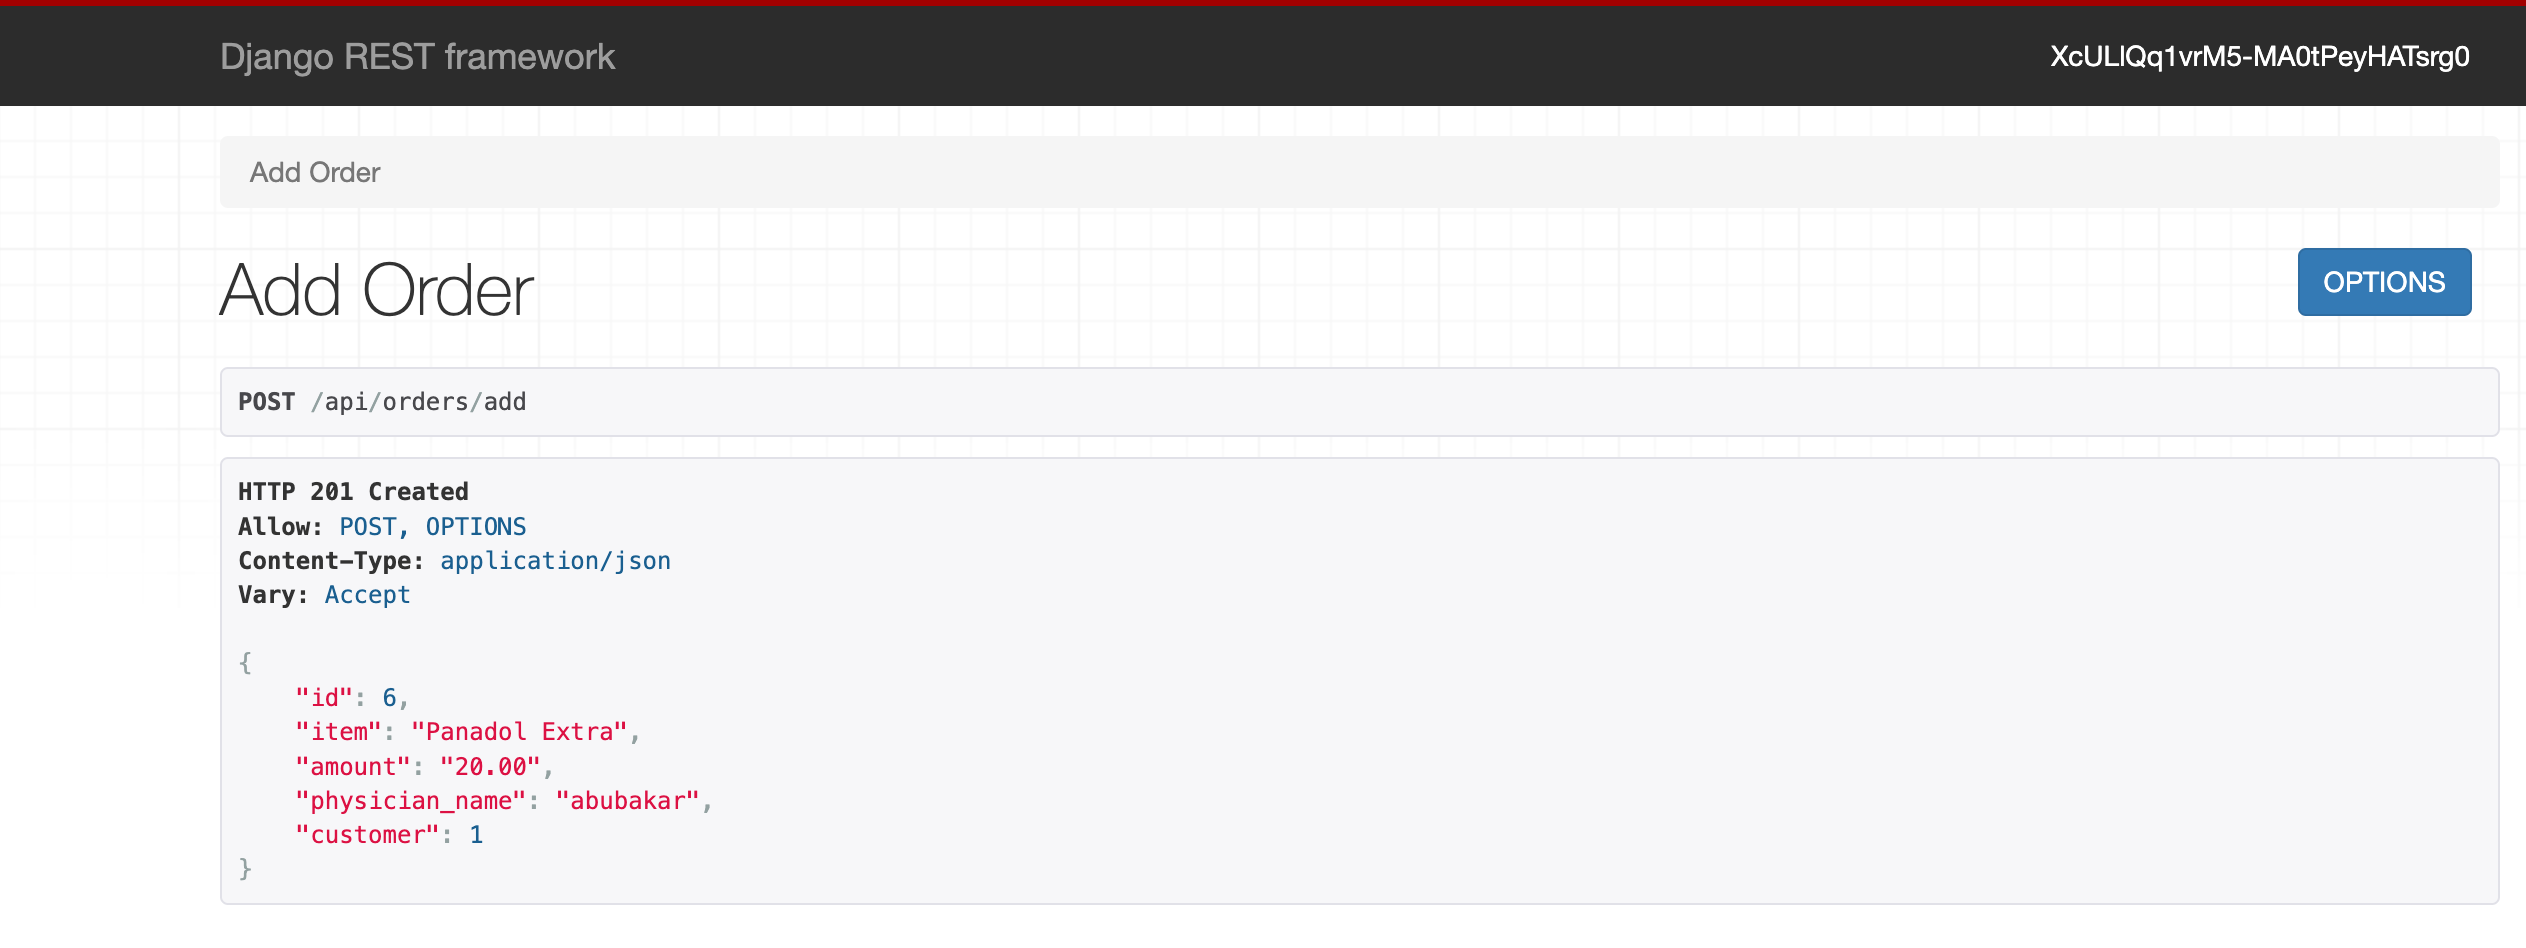 Django REST framework
XcULlQq1vrM5-MA0tPeyHATsrg0
Add Order
Add Order
OPTIONS
POST /api/orders/add
HTTP 201 Created
Allow: POST, OPTIONS
Content-Type: application/json
Vary: Accept
{
    "id": 6,
    "item": "Panadol Extra",
    "amount": "20.00",
    "physician_name": "abubakar",
    "customer": 1
}